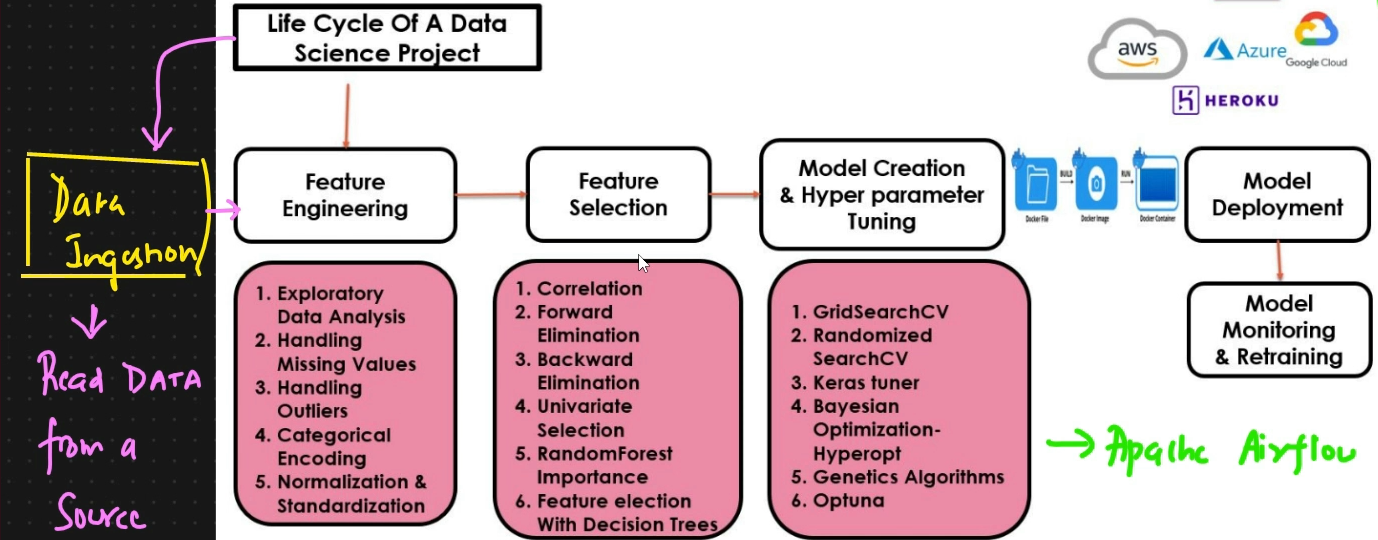 Life Cycle Of A Data
Science Project
aws
Azure
Google Cloud
HEROKU
Data
Ingestion
Read DATA
from a
Source
Feature
Engineering
Feature
Selection
Model Creation
& Hyper parameter
Tuning
BUILD
RUN
Docker File
Docker Image
Docker Container
Model
Deployment
Model
Monitoring
& Retraining
1. Exploratory
Data Analysis
2. Handling
Missing Values
3. Handling
Outliers
4. Categorical
Encoding
5. Normalization &
Standardization
1. Correlation
2. Forward
Elimination
3. Backward
Elimination
4. Univariate
Selection
5. RandomForest
Importance
6. Feature election
With Decision Trees
1. GridSearchCV
2. Randomized
SearchCV
3. Keras tuner
4. Bayesian
Optimization-
Hyperopt
5. Genetics Algorithms
6. Optuna
Apache Airflow